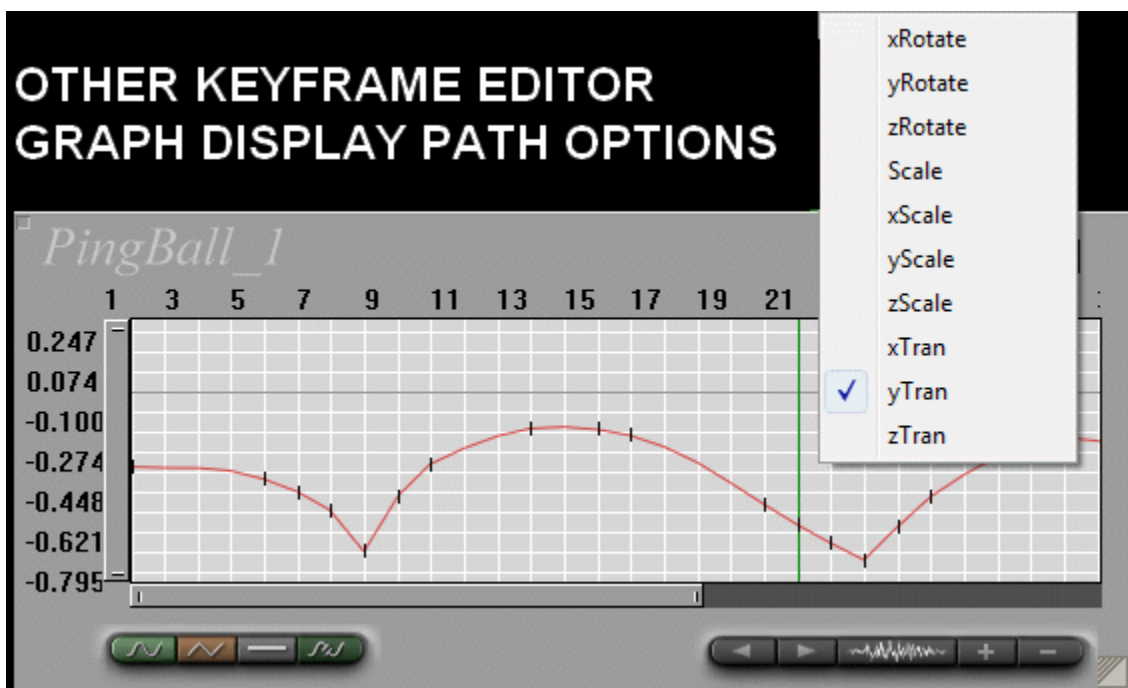 OTHER KEYFRAME EDITOR
GRAPH DISPLAY PATH OPTIONS
xRotate
yRotate
zRotate
Scale
xScale
yScale
zScale
xTran
yTran
zTran
PingBall_1
1 3 5 7 9 11 13 15 17 19 21
0.247
0.074
-0.100
-0.274
-0.448
-0.621
-0.795